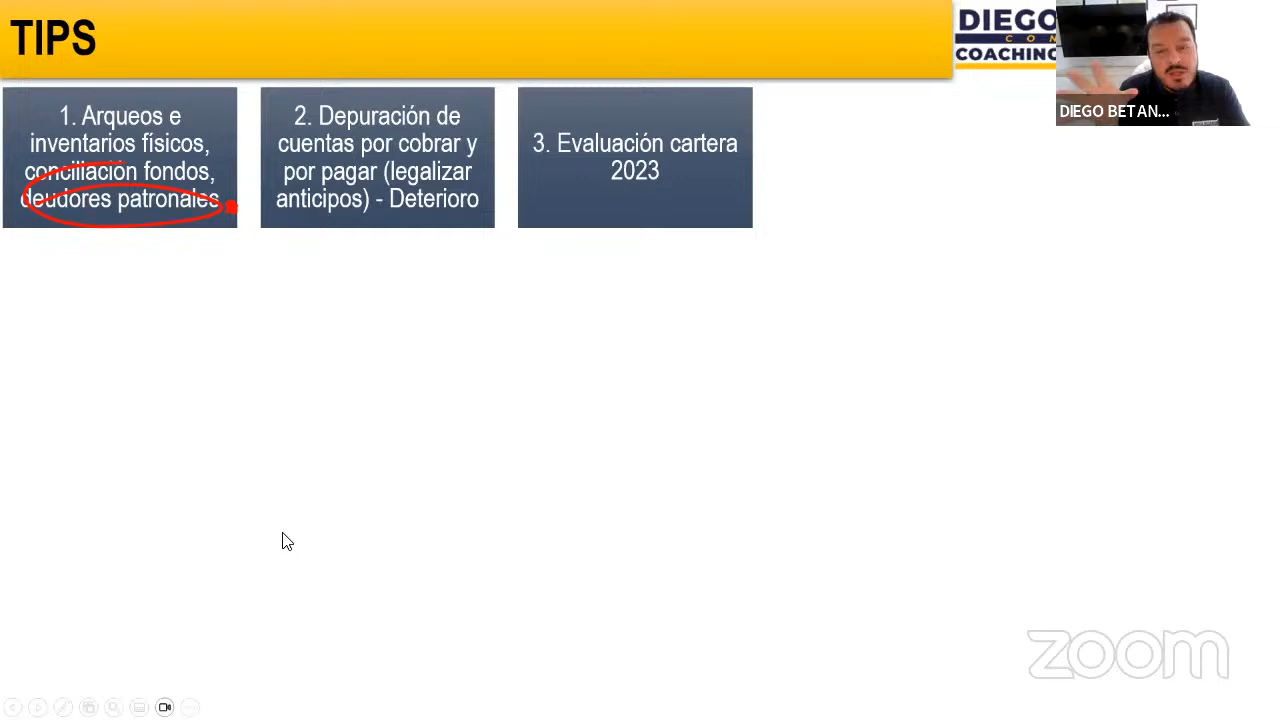 TIPS
DIEGO
CON
COACHING
DIEGO BETAN...
1. Arqueos e
inventarios físicos,
conciliación fondos,
deudores patronales
2. Depuración de
cuentas por cobrar y
por pagar (legalizar
anticipos) - Deterioro
3. Evaluación cartera
2023
zoom